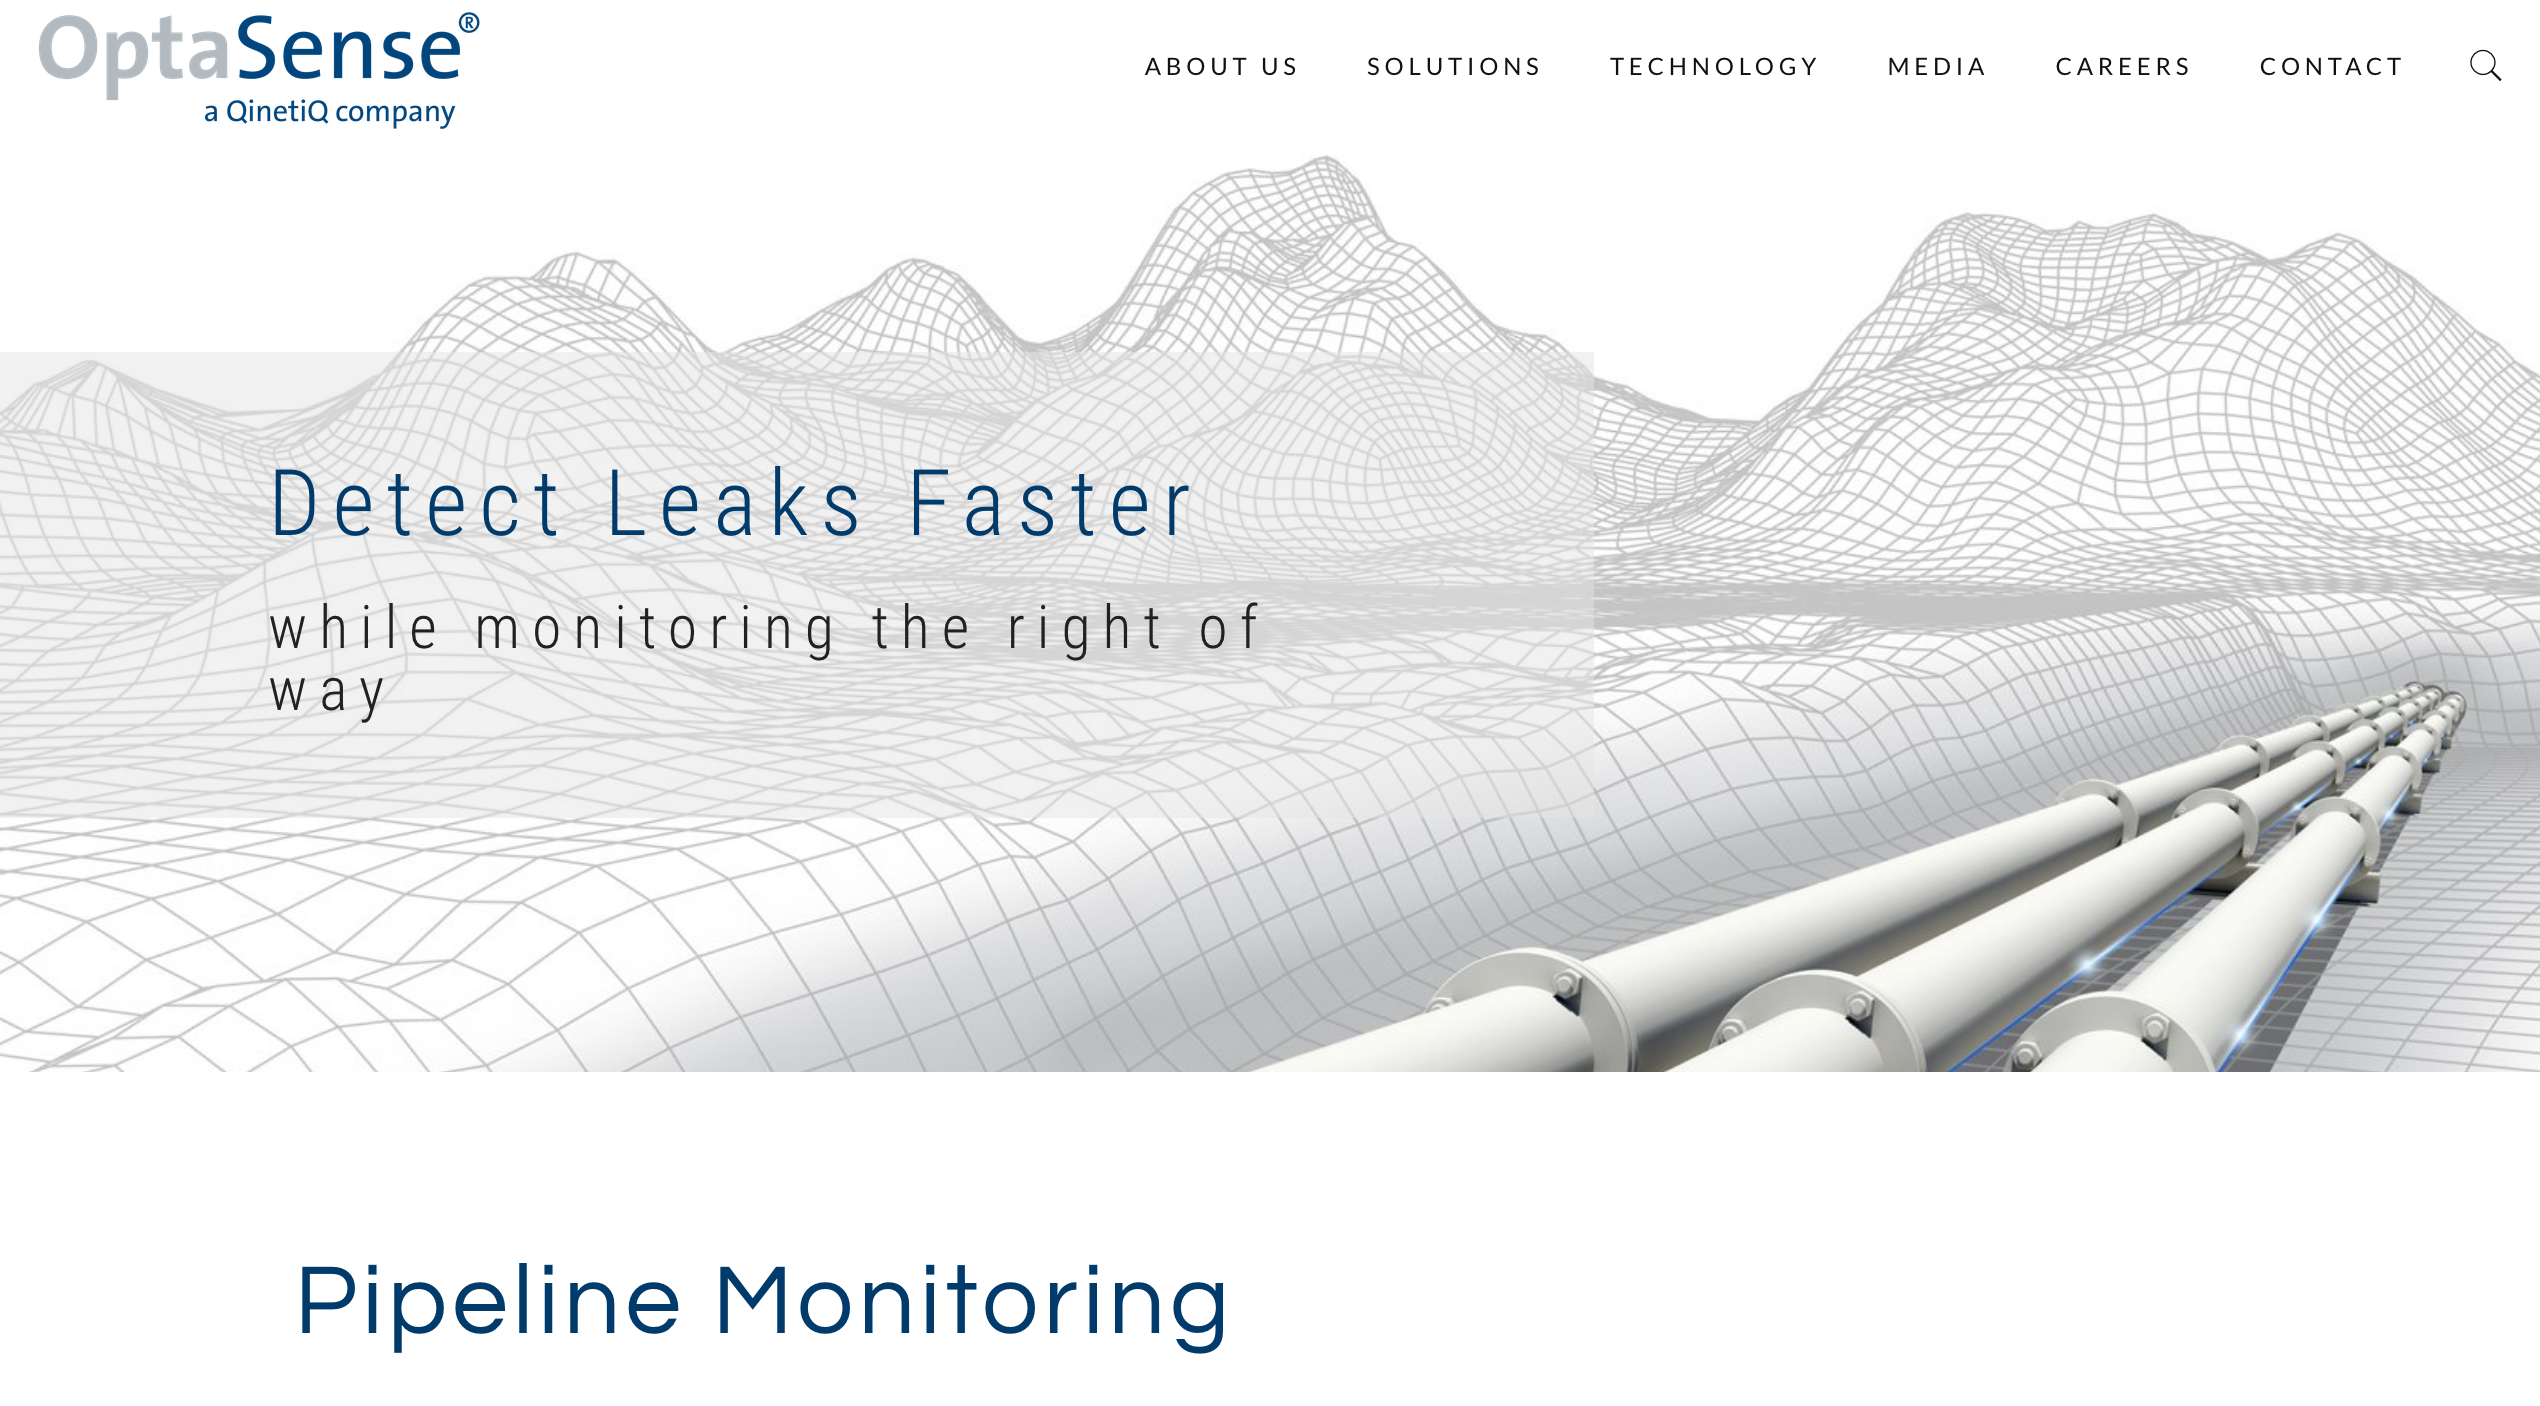 OptaSense®
a QinetiQ company
ABOUT US SOLUTIONS TECHNOLOGY MEDIA CAREERS CONTACT
Detect Leaks Faster
while monitoring the right of
way
Pipeline Monitoring